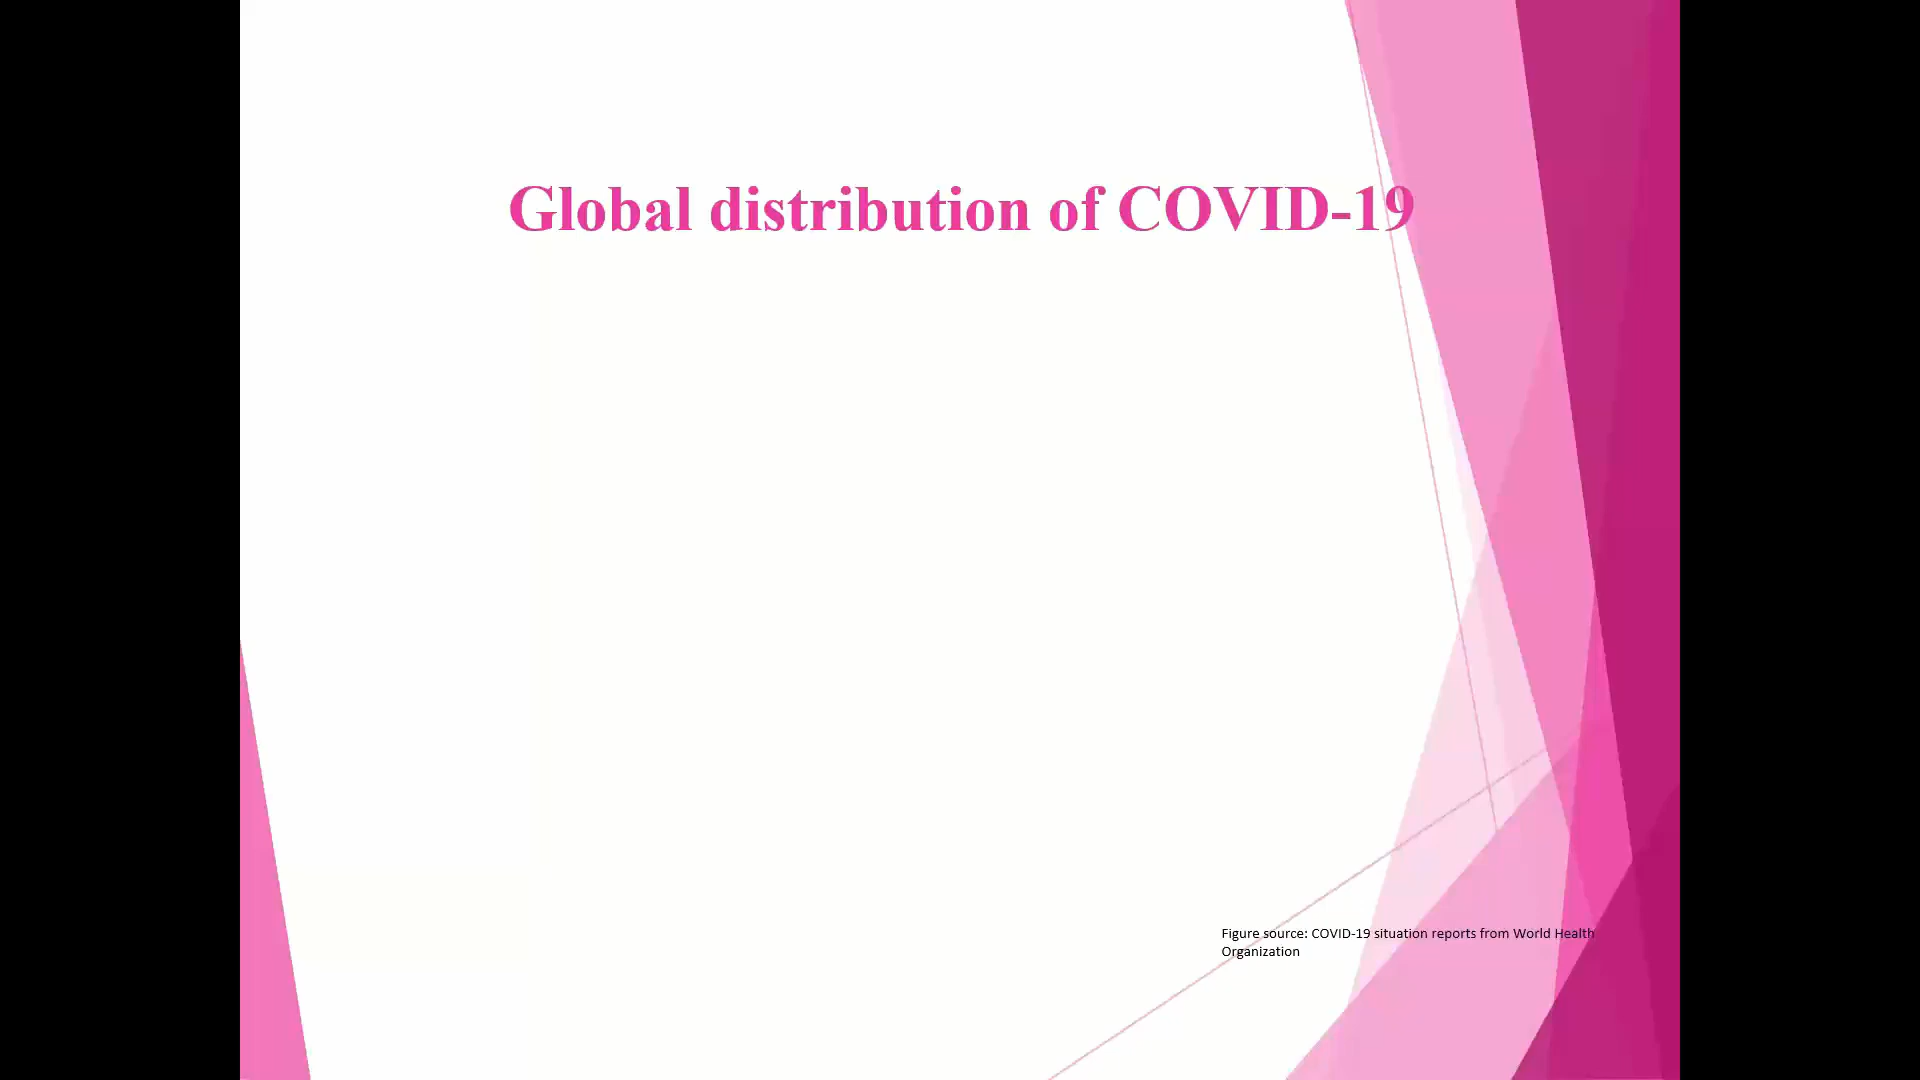 Global distribution of COVID-19
Figure source: COVID-19 situation reports from World Health
Organization